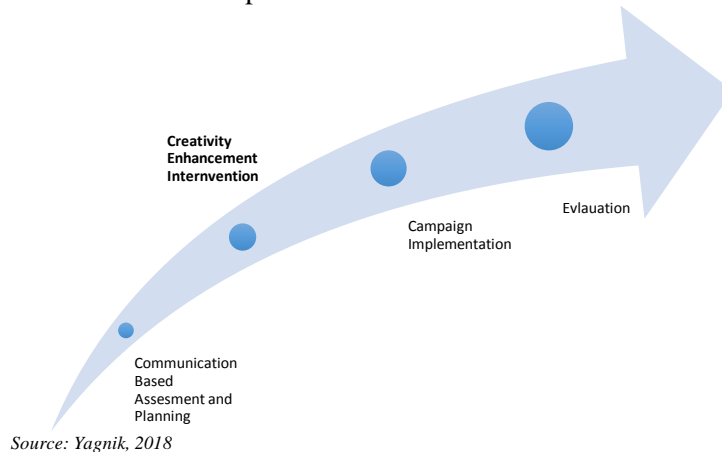 Creativity
Enhancement
Internvention
Evlauation
Campaign
Implementation
Communication
Based
Assesment and
Planning
Source: Yagnik, 2018